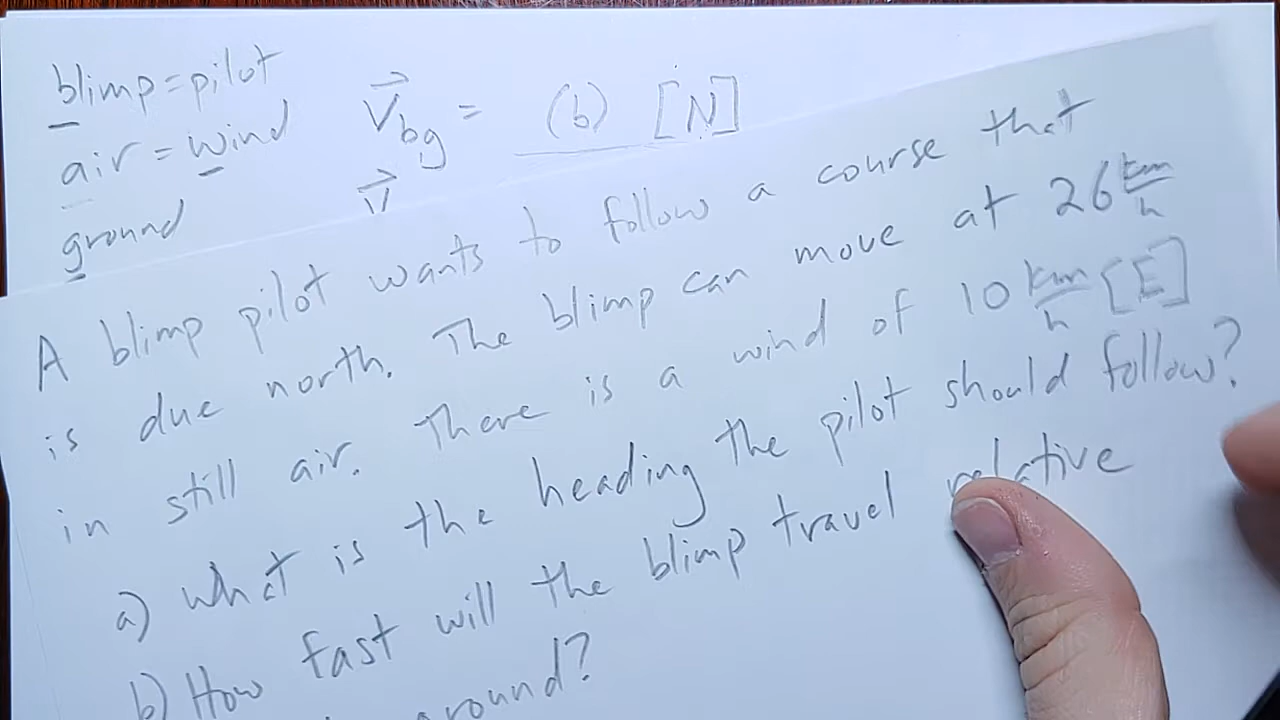 blimp = pilot
air = wind
ground
V⃗bg = (b) [N]
V⃗
A blimp pilot wants to follow a course that
is due north. The blimp can move at 26 km/h
in still air. There is a wind of 10 km/h [E]
a) What is the heading the pilot should follow?
b) How fast will the blimp travel relative
ground?